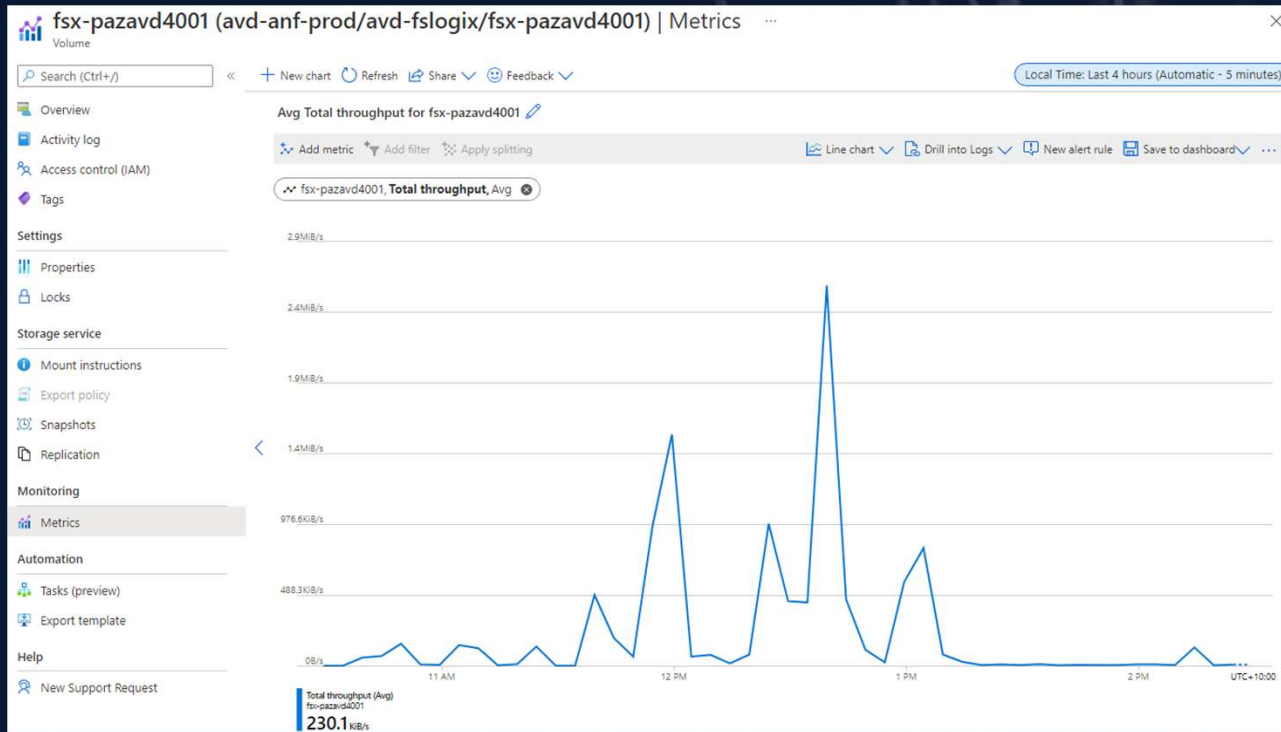 fsx-pazavd4001 (avd-anf-prod/avd-fslogix/fsx-pazavd4001) | Metrics ...
Volume
Search (Ctrl+/)
«
New chart Refresh Share Feedback
Local Time: Last 4 hours (Automatic - 5 minutes)
Overview
Activity log
Access control (IAM)
Tags
Settings
Properties
Locks
Storage service
Mount instructions
Export policy
Snapshots
Replication
Monitoring
Metrics
Automation
Tasks (preview)
Export template
Help
New Support Request
Avg Total throughput for fsx-pazavd4001
Add metric Add filter Apply splitting
Line chart Drill into Logs New alert rule Save to dashboard ...
fsx-pazavd4001, Total throughput, Avg
2.9MiB/s
2.4MiB/s
1.9MiB/s
1.4MiB/s
976.6KiB/s
488.3KiB/s
0B/s
11 AM 12 PM 1 PM 2 PM UTC+10:00
Total throughput (Avg)
fsx-pazavd4001
230.1 KiB/s